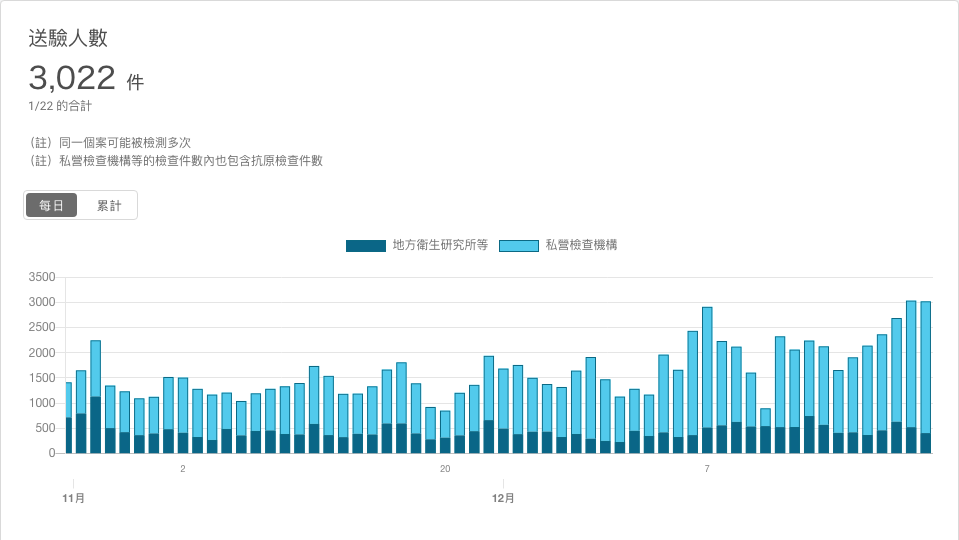 送驗人數
3,022 件
1/22 的合計
（註）同一個案可能被檢測多次
（註）私營檢查機構等的檢查件數內也包含抗原檢查件數
每日 累計
地方衛生研究所等 私營檢查機構
3500
3000
2500
2000
1500
1000
500
0
2 20 7
11月 12月